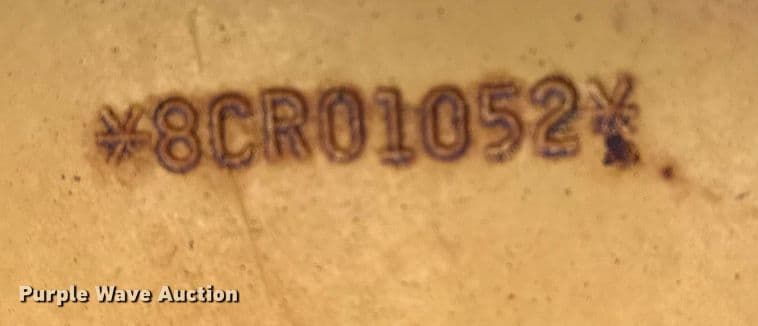 *8CR01052*
Purple Wave Auction